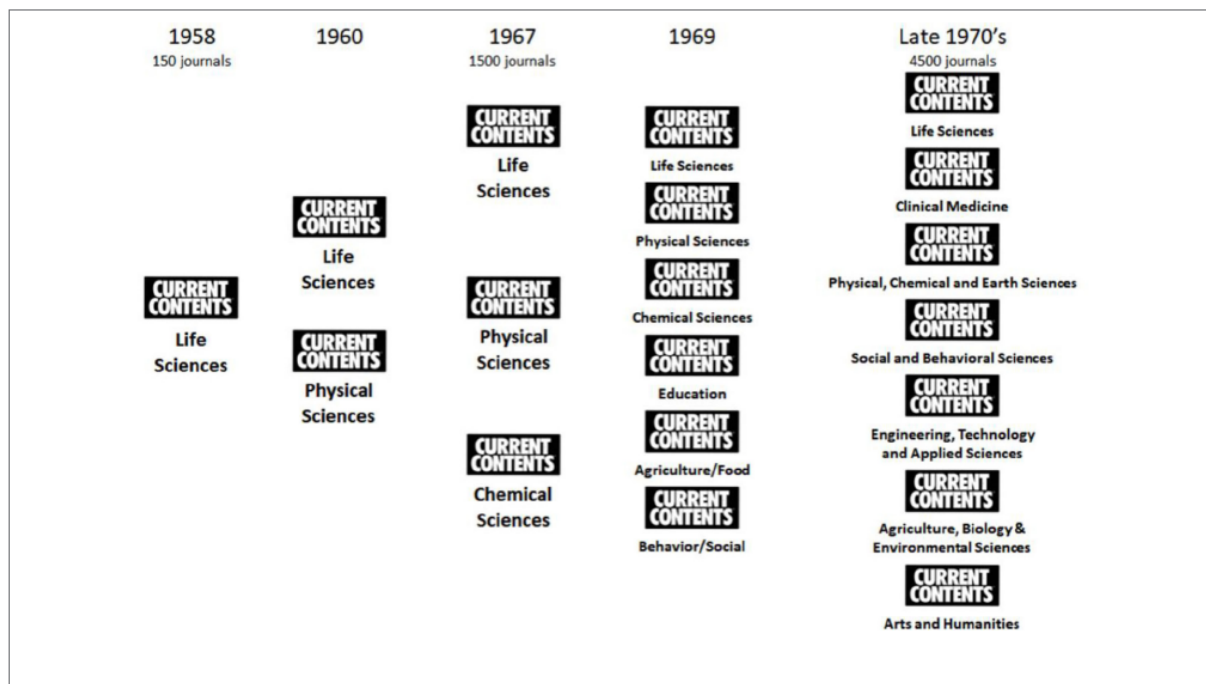 1958
150 journals
CURRENT
CONTENTS
Life
Sciences
1960
CURRENT
CONTENTS
Life
Sciences
CURRENT
CONTENTS
Physical
Sciences
1967
1500 journals
CURRENT
CONTENTS
Life
Sciences
CURRENT
CONTENTS
Physical
Sciences
CURRENT
CONTENTS
Chemical
Sciences
1969
CURRENT
CONTENTS
Life Sciences
CURRENT
CONTENTS
Physical Sciences
CURRENT
CONTENTS
Chemical Sciences
CURRENT
CONTENTS
Education
CURRENT
CONTENTS
Agriculture/Food
CURRENT
CONTENTS
Behavior/Social
Late 1970's
4500 journals
CURRENT
CONTENTS
Life Sciences
CURRENT
CONTENTS
Clinical Medicine
CURRENT
CONTENTS
Physical, Chemical and Earth Sciences
CURRENT
CONTENTS
Social and Behavioral Sciences
CURRENT
CONTENTS
Engineering, Technology
and Applied Sciences
CURRENT
CONTENTS
Agriculture, Biology &
Environmental Sciences
CURRENT
CONTENTS
Arts and Humanities